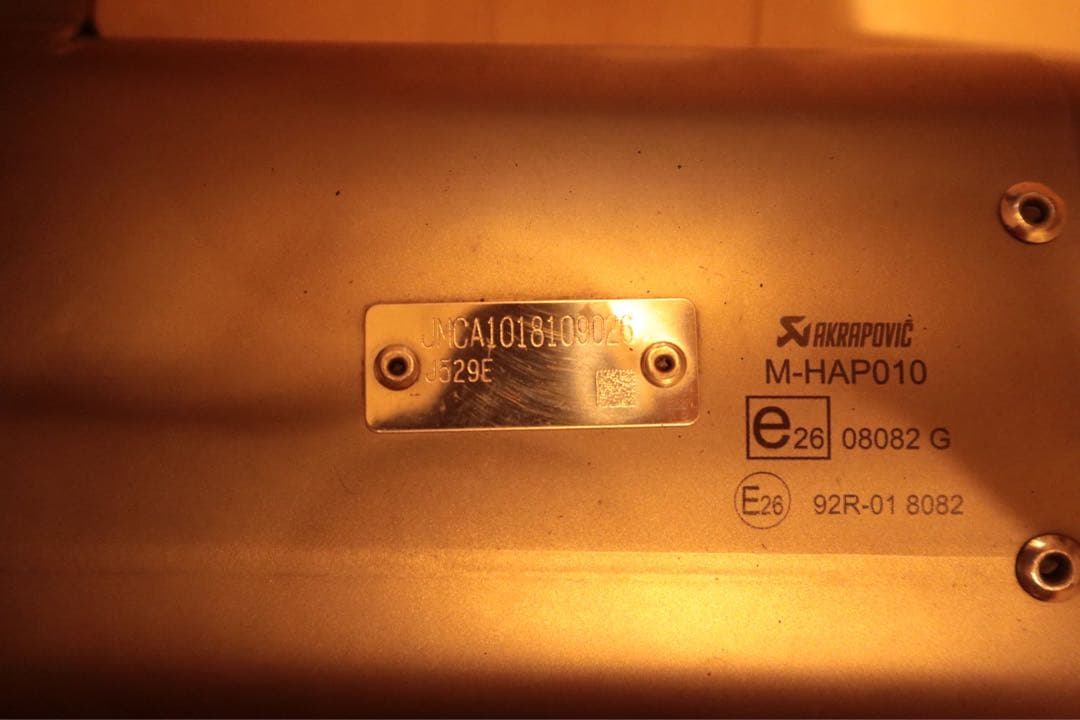 JMCA1018109026
J529E
AKRAPOVIČ
M-HAP010
e26 08082 G
E26 92R-01 8082